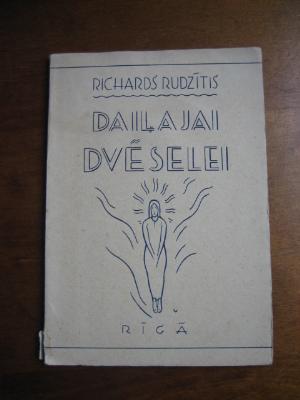 RICHARDS RUDZĪTIS
DAIĻAJAI
DVĒSELEI
RĪGĀ